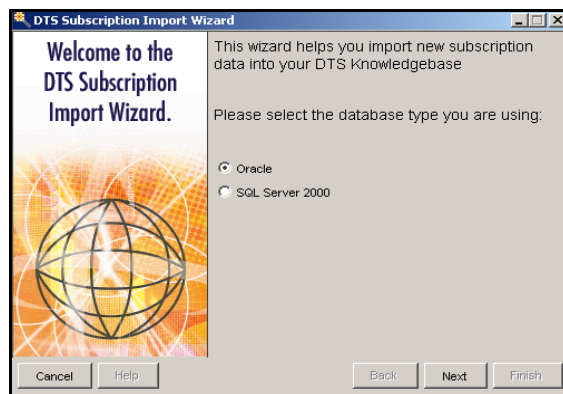 DTS Subscription Import Wizard
Welcome to the
DTS Subscription
Import Wizard.
This wizard helps you import new subscription
data into your DTS Knowledgebase
Please select the database type you are using:
Oracle
SQL Server 2000
Cancel
Help
Back
Next
Finish